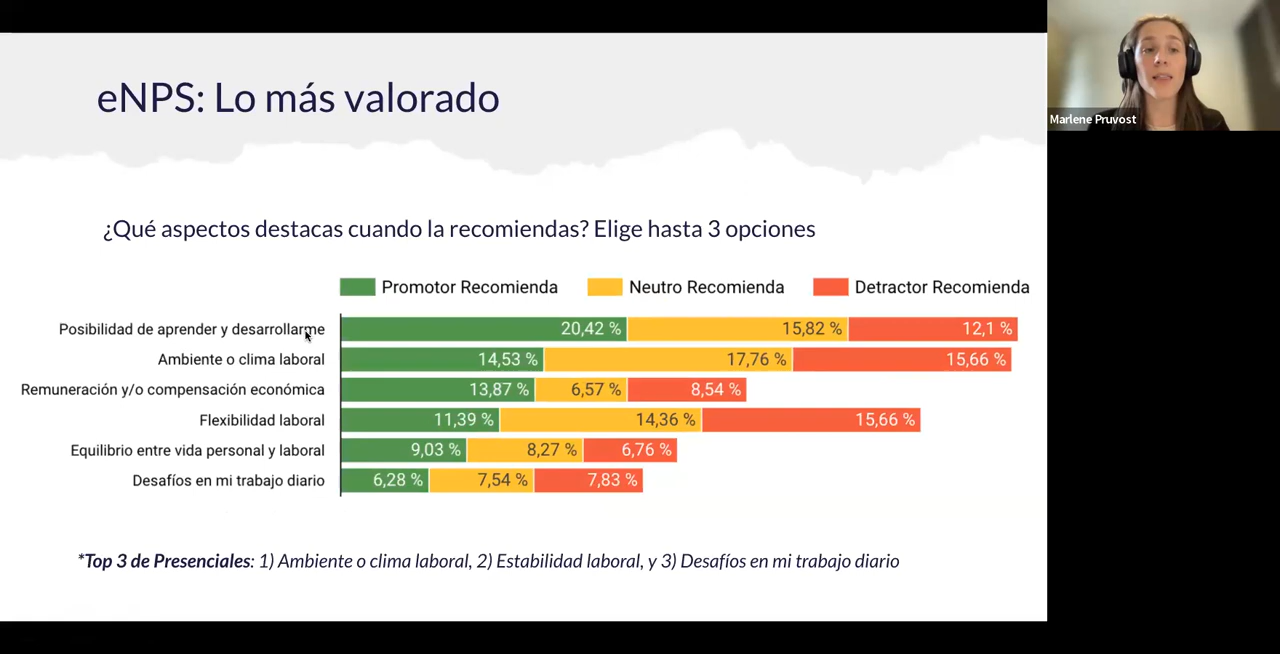 eNPS: Lo más valorado
Marlene Pruvost
¿Qué aspectos destacas cuando la recomiendas? Elige hasta 3 opciones
Promotor Recomienda Neutro Recomienda Detractor Recomienda
Posibilidad de aprender y desarrollarme 20,42 % 15,82 % 12,1 %
Ambiente o clima laboral 14,53 % 17,76 % 15,66 %
Remuneración y/o compensación económica 13,87 % 6,57 % 8,54 %
Flexibilidad laboral 11,39 % 14,36 % 15,66 %
Equilibrio entre vida personal y laboral 9,03 % 8,27 % 6,76 %
Desafíos en mi trabajo diario 6,28 % 7,54 % 7,83 %
*Top 3 de Presenciales: 1) Ambiente o clima laboral, 2) Estabilidad laboral, y 3) Desafíos en mi trabajo diario